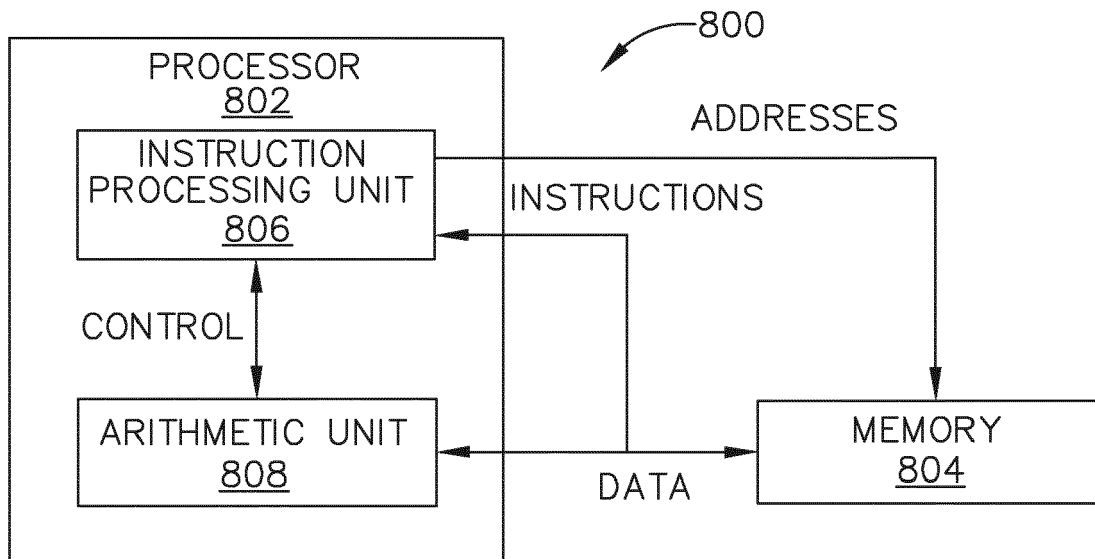 800
PROCESSOR
802
ADDRESSES
INSTRUCTION
PROCESSING UNIT
806
INSTRUCTIONS
CONTROL
ARITHMETIC UNIT
808
DATA
MEMORY
804